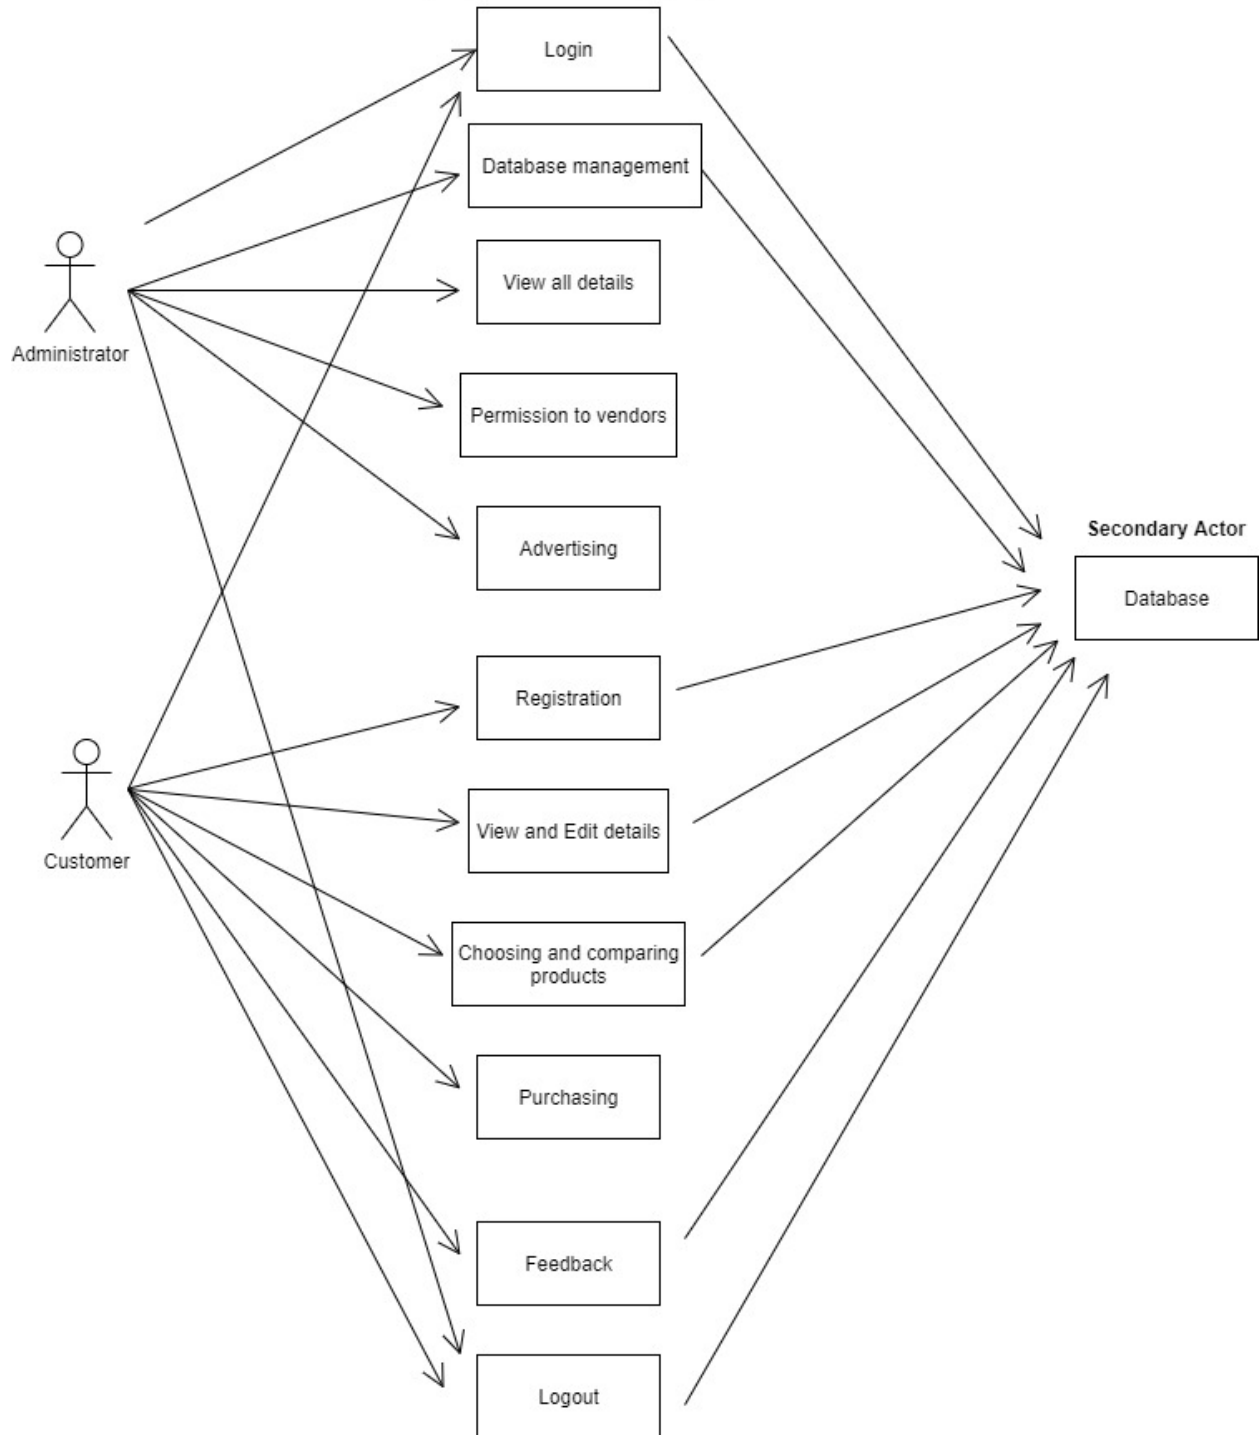 Login
Database management
View all details
Administrator
Permission to vendors
Advertising
Secondary Actor
Database
Registration
View and Edit details
Customer
Choosing and comparing
products
Purchasing
Feedback
Logout